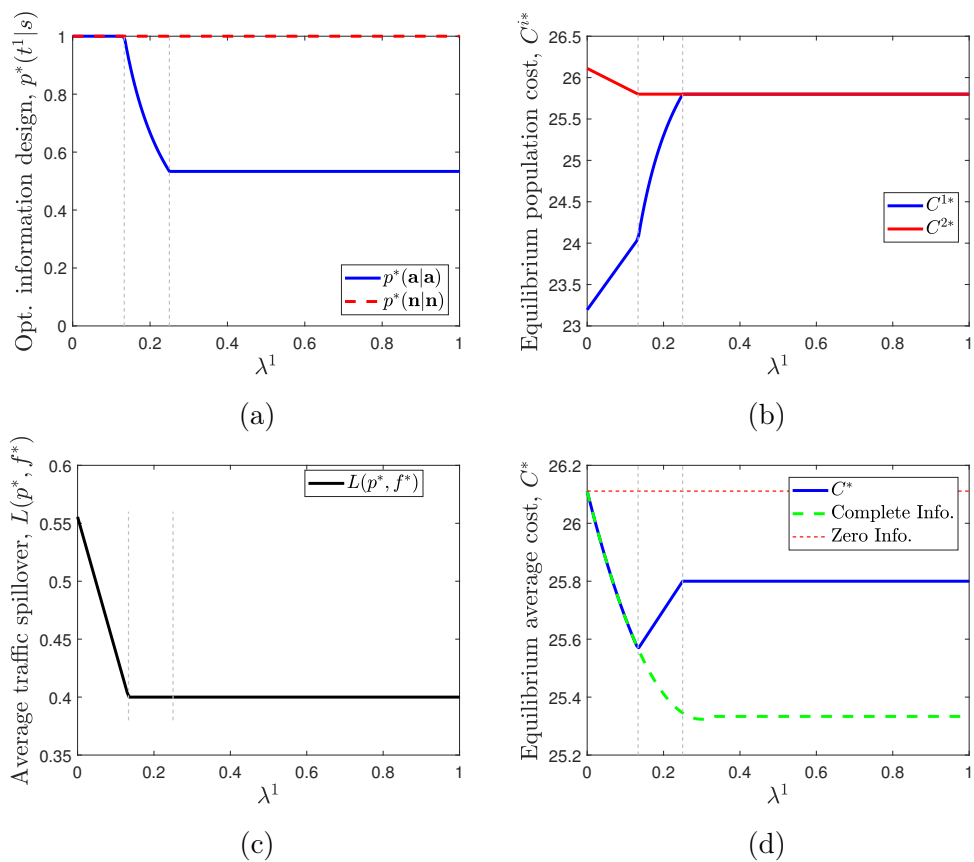 Opt. information design, p*(t¹|s)
1
0.8
0.6
0.4
0.2
0
0 0.2 0.4 0.6 0.8 1
λ¹
p*(a|a)
p*(n|n)
(a)
Equilibrium population cost, Cⁱ*
26.5
26
25.5
25
24.5
24
23.5
23
0 0.2 0.4 0.6 0.8 1
λ¹
C¹*
C²*
(b)
Average traffic spillover, L(p*, f*)
0.6
0.55
0.5
0.45
0.4
0.35
0 0.2 0.4 0.6 0.8 1
λ¹
L(p*, f*)
(c)
Equilibrium average cost, C*
26.2
26
25.8
25.6
25.4
25.2
0 0.2 0.4 0.6 0.8 1
λ¹
C*
Complete Info.
Zero Info.
(d)